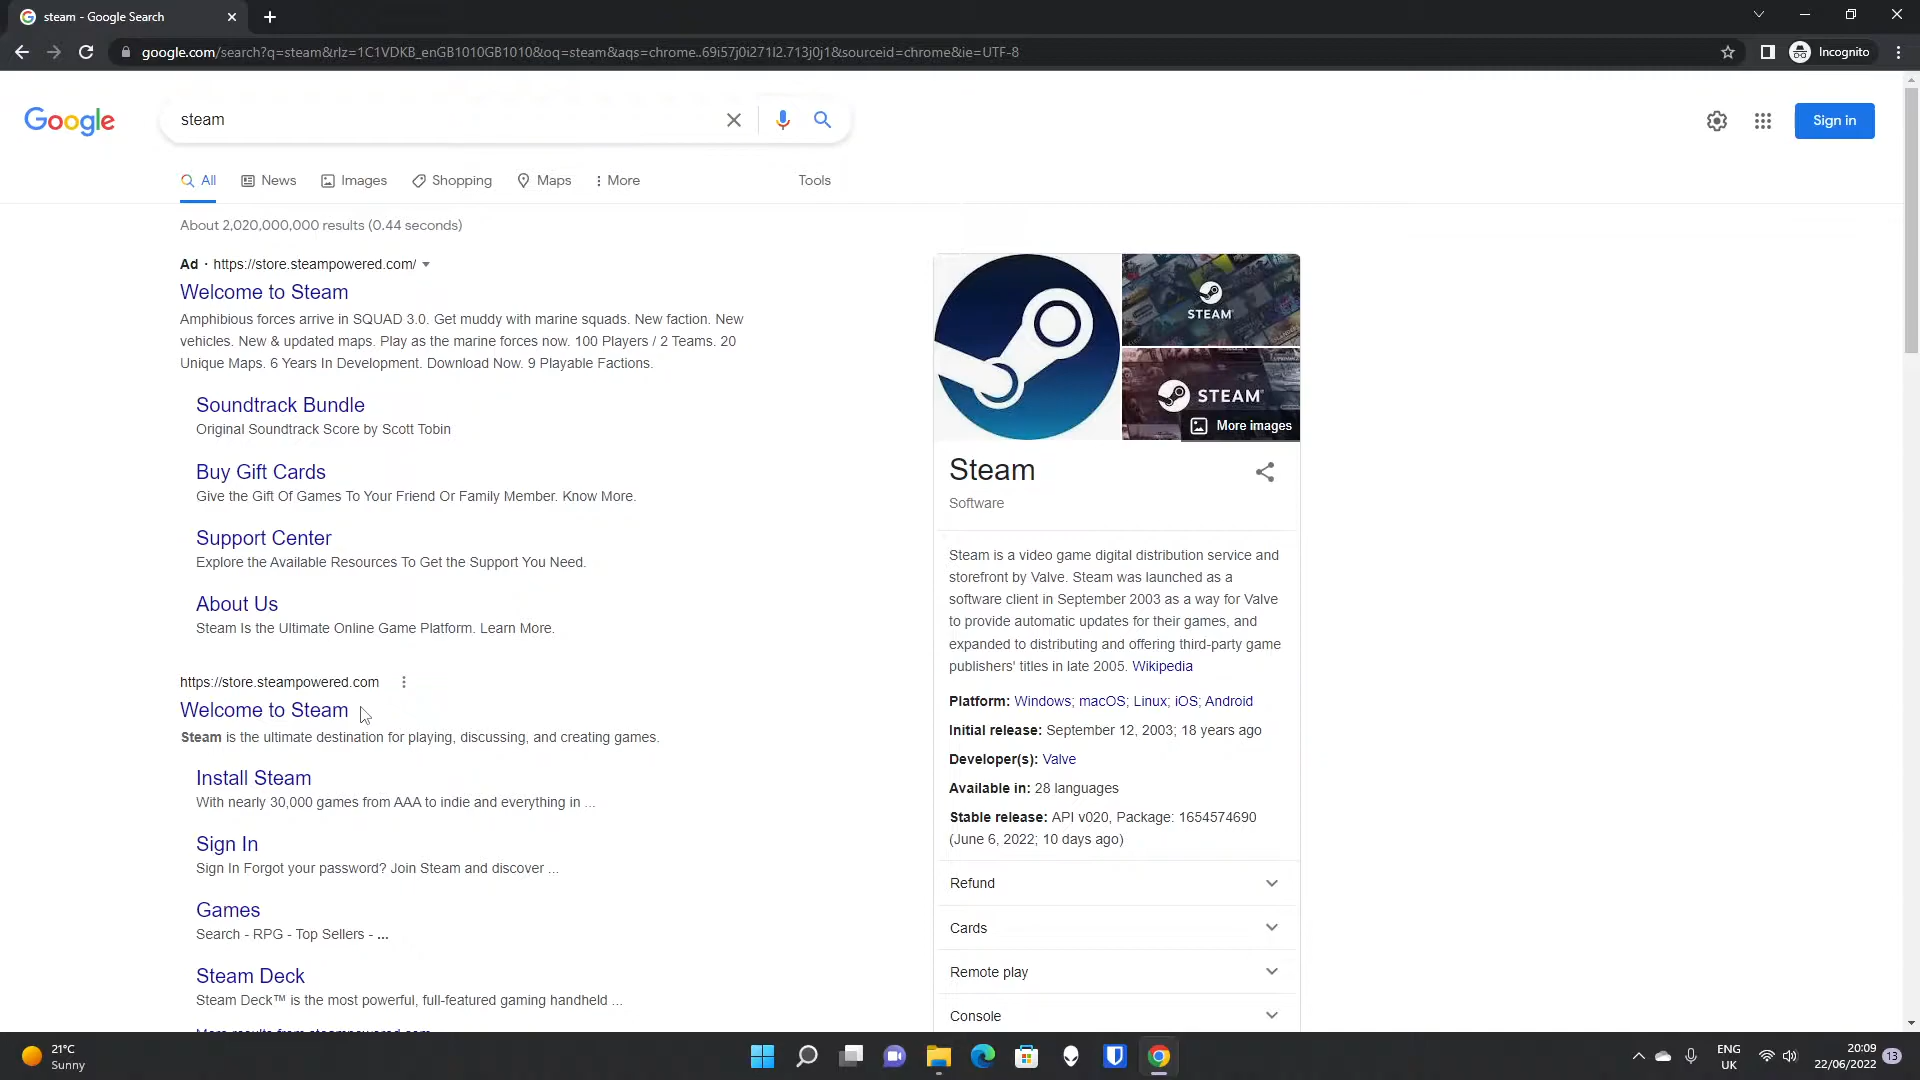 steam - Google Search
google.com/search?q=steam&rlz=1C1VDKB_enGB1010GB1010&oq=steam&aqs=chrome..69i57j0i271l2.713j0j1&sourceid=chrome&ie=UTF-8
Incognito
Google
steam
Sign in
All
News
Images
Shopping
Maps
More
Tools
About 2,020,000,000 results (0.44 seconds)
Ad · https://store.steampowered.com/
Welcome to Steam
Amphibious forces arrive in SQUAD 3.0. Get muddy with marine squads. New faction. New
vehicles. New & updated maps. Play as the marine forces now. 100 Players / 2 Teams. 20
Unique Maps. 6 Years In Development. Download Now. 9 Playable Factions.
Soundtrack Bundle
Original Soundtrack Score by Scott Tobin
Buy Gift Cards
Give the Gift Of Games To Your Friend Or Family Member. Know More.
Support Center
Explore the Available Resources To Get the Support You Need.
About Us
Steam Is the Ultimate Online Game Platform. Learn More.
https://store.steampowered.com
Welcome to Steam
Steam is the ultimate destination for playing, discussing, and creating games.
Install Steam
With nearly 30,000 games from AAA to indie and everything in ...
Sign In
Sign In Forgot your password? Join Steam and discover ...
Games
Search - RPG - Top Sellers - ...
Steam Deck
Steam Deck™ is the most powerful, full-featured gaming handheld ...
More results from steampowered.com
STEAM
STEAM
More images
Steam
Software
Steam is a video game digital distribution service and
storefront by Valve. Steam was launched as a
software client in September 2003 as a way for Valve
to provide automatic updates for their games, and
expanded to distributing and offering third-party game
publishers' titles in late 2005. Wikipedia
Platform: Windows; macOS; Linux; iOS; Android
Initial release: September 12, 2003; 18 years ago
Developer(s): Valve
Available in: 28 languages
Stable release: API v020, Package: 1654574690
(June 6, 2022; 10 days ago)
Refund
Cards
Remote play
Console
21°C
Sunny
ENG
UK
20:09
22/06/2022
13